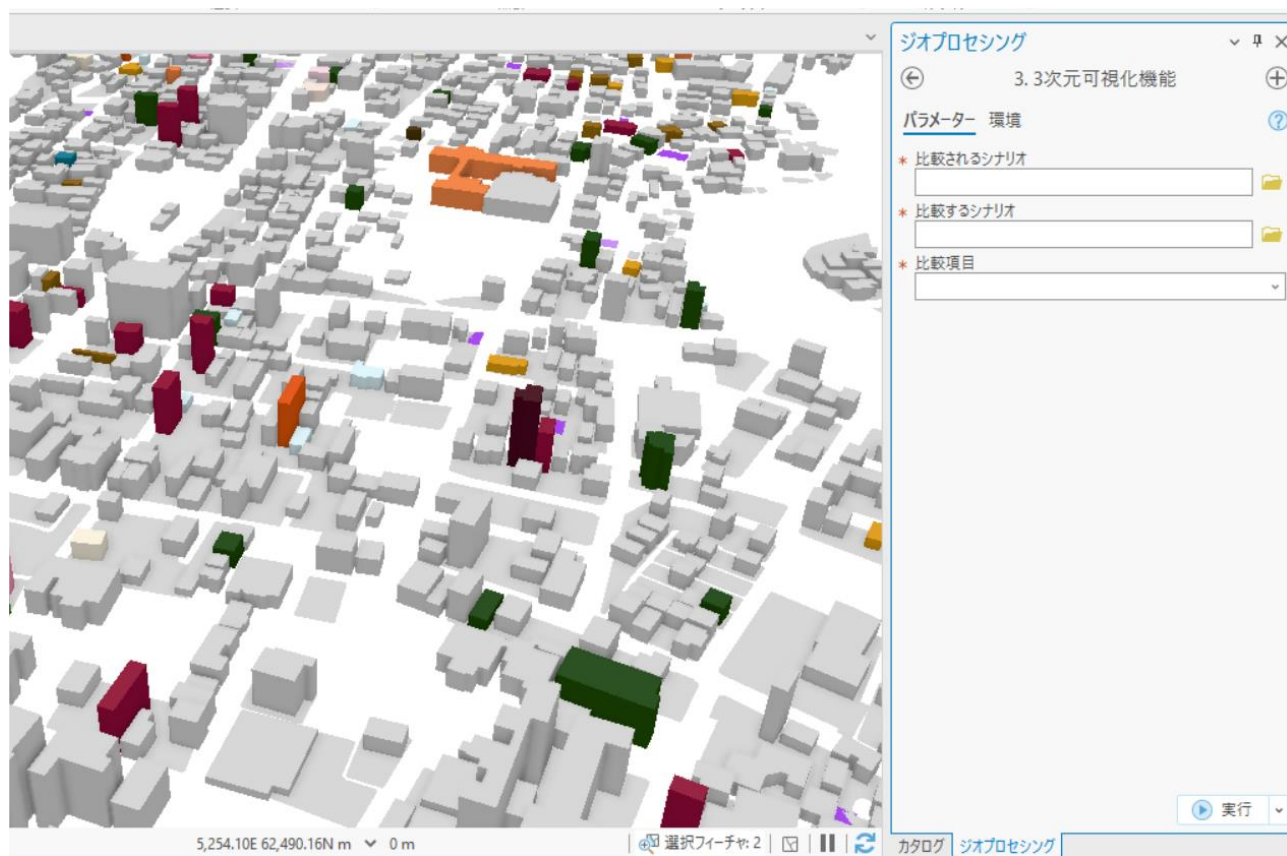 ジオプロセシング
3. 3次元可視化機能
パラメーター 環境
* 比較されるシナリオ
* 比較するシナリオ
* 比較項目
実行
5,254.10E 62,490.16N m 0 m
選択フィーチャ: 2
カタログ ジオプロセシング